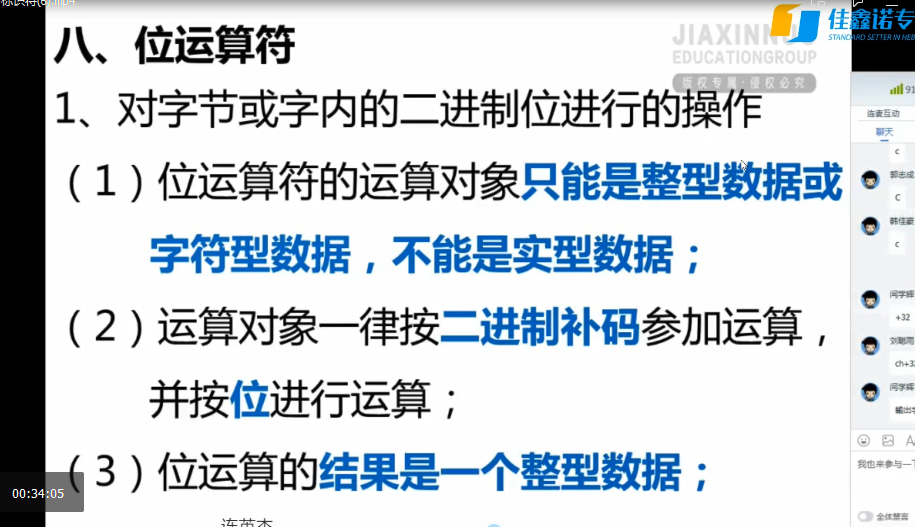 标识符(6).mp4
八、位运算符
JIAXINNUO
EDUCATIONGROUP
版权专属·侵权必究
佳鑫诺专
STANDARD SETTER IN HEB
1、对字节或字内的二进制位进行的操作
（1）位运算符的运算对象只能是整型数据或
字符型数据，不能是实型数据；
（2）运算对象一律按二进制补码参加运算，
并按位进行运算；
（3）位运算的结果是一个整型数据；
00:34:05
91
连麦互动
聊天
c
郭志成
C
韩佳豪
c
闫学辉
+32
刘聪雨
ch+32
闫学辉
输出字
我也来参与一下
全体禁言